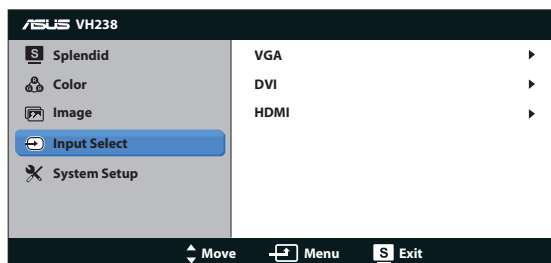 ASUS VH238
S Splendid
Color
Image
Input Select
System Setup
VGA
DVI
HDMI
Move Menu S Exit